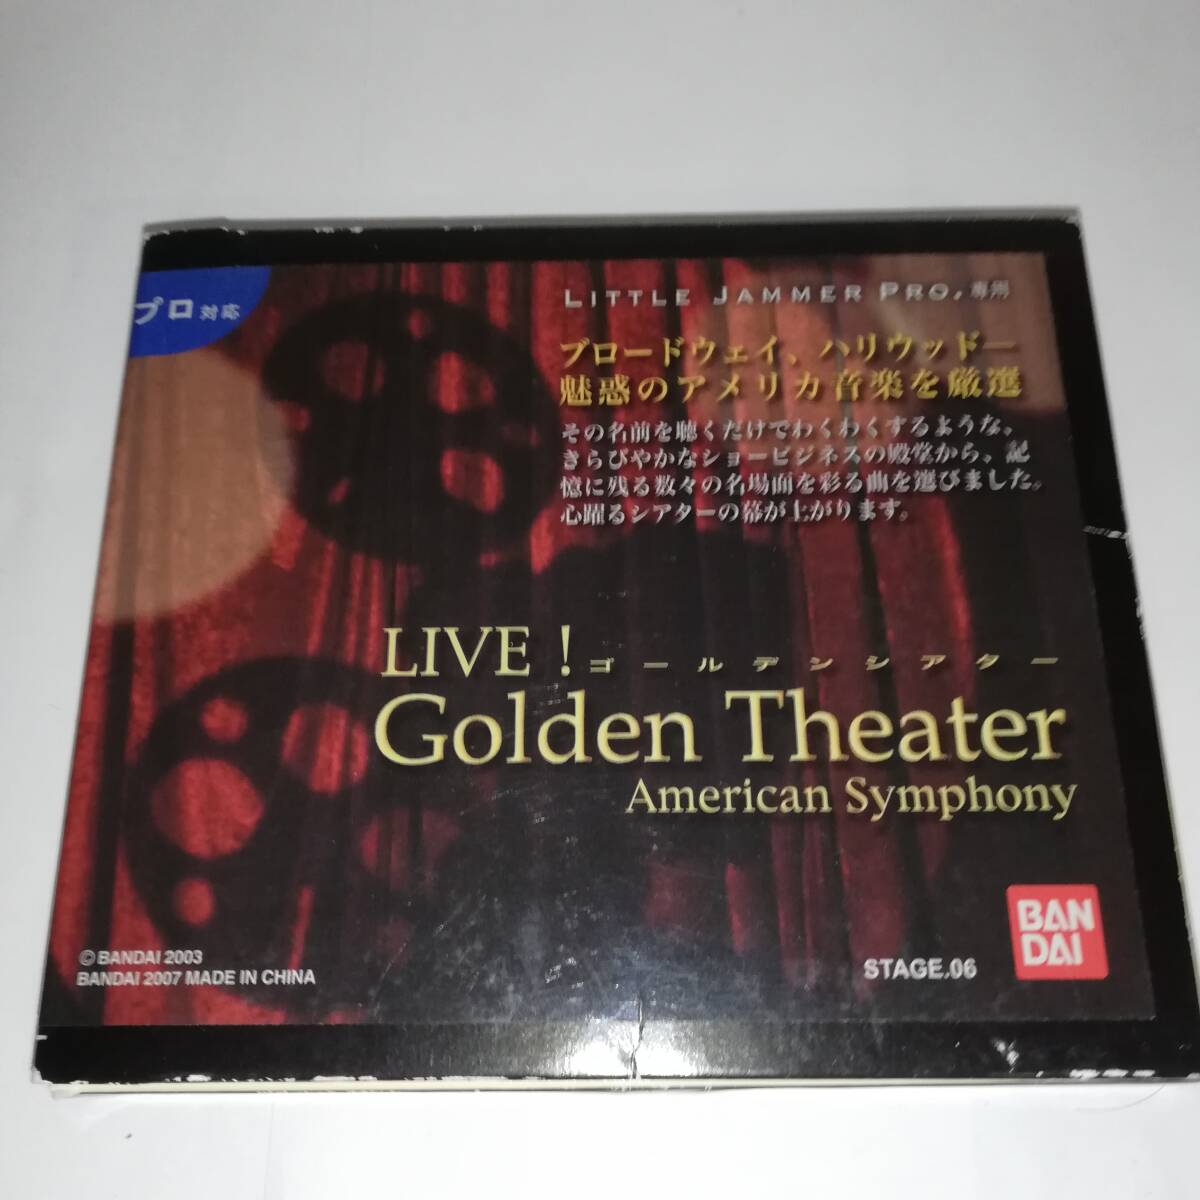 プロ対応
LITTLE JAMMER PRO.専用
ブロードウェイ、ハリウッド―
魅惑のアメリカ音楽を厳選
その名前を聴くだけでわくわくするような、
きらびやかなショービジネスの殿堂から、記
憶に残る数々の名場面を彩る曲を選びました。
心躍るシアターの幕が上がります。
LIVE！ゴールデンシアター
Golden Theater
American Symphony
©BANDAI 2003
BANDAI 2007 MADE IN CHINA
STAGE.06
BAN
DAI